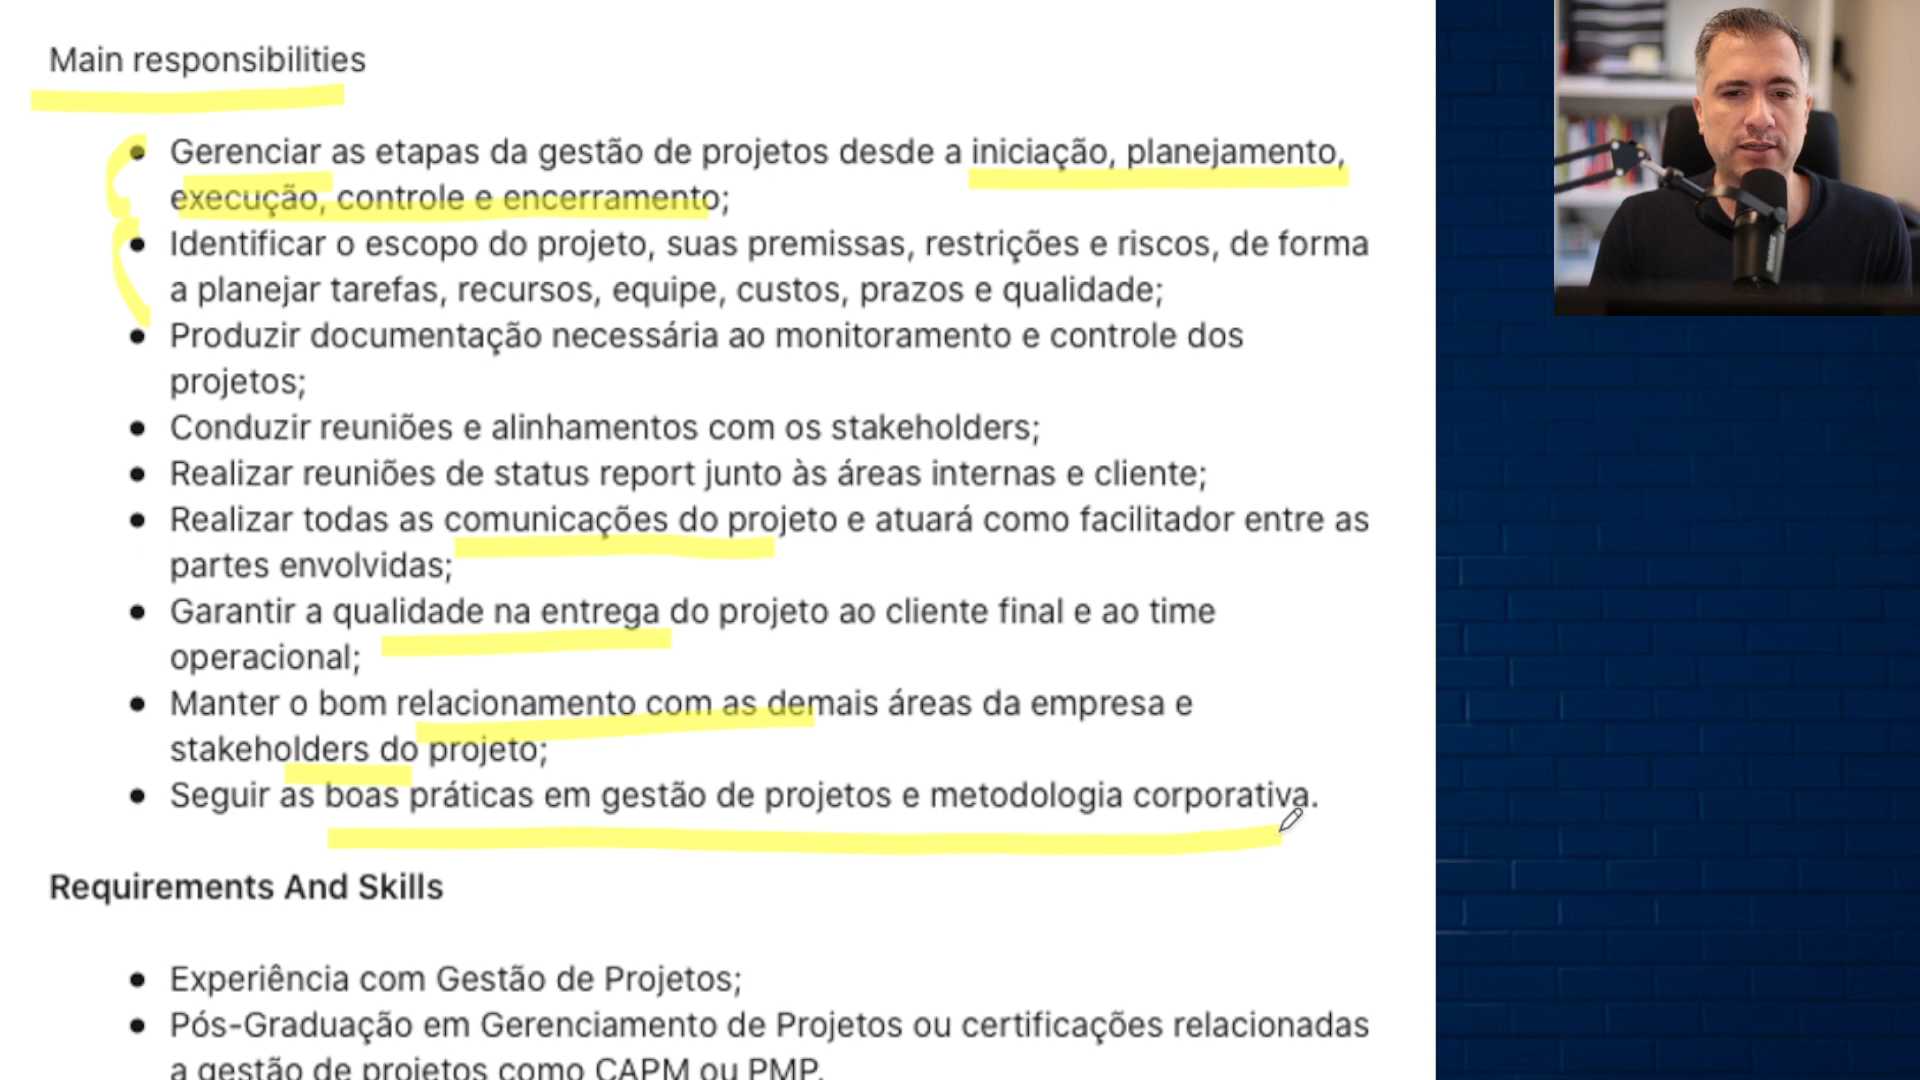 Main responsibilities
Gerenciar as etapas da gestão de projetos desde a iniciação, planejamento,
execução, controle e encerramento;
Identificar o escopo do projeto, suas premissas, restrições e riscos, de forma
a planejar tarefas, recursos, equipe, custos, prazos e qualidade;
Produzir documentação necessária ao monitoramento e controle dos
projetos;
Conduzir reuniões e alinhamentos com os stakeholders;
Realizar reuniões de status report junto às áreas internas e cliente;
Realizar todas as comunicações do projeto e atuará como facilitador entre as
partes envolvidas;
Garantir a qualidade na entrega do projeto ao cliente final e ao time
operacional;
Manter o bom relacionamento com as demais áreas da empresa e
stakeholders do projeto;
Seguir as boas práticas em gestão de projetos e metodologia corporativa.
Requirements And Skills
Experiência com Gestão de Projetos;
Pós-Graduação em Gerenciamento de Projetos ou certificações relacionadas
a gestão de projetos como CAPM ou PMP.